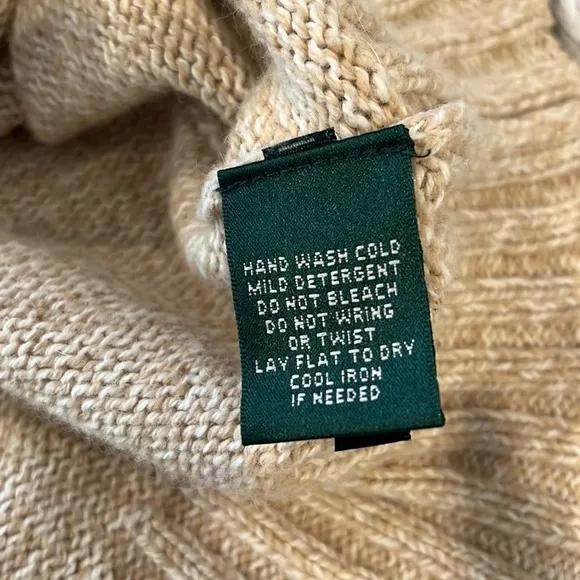 HAND WASH COLD
MILD DETERGENT
DO NOT BLEACH
DO NOT WRING
OR TWIST
LAY FLAT TO DRY
COOL IRON
IF NEEDED